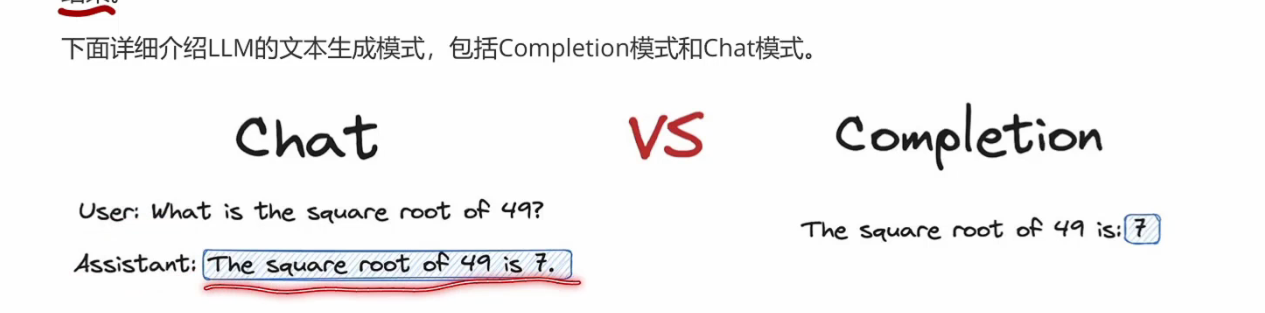 下面详细介绍LLM的文本生成模式，包括Completion模式和Chat模式。
Chat VS Completion
User: What is the square root of 49?
The square root of 49 is: 7
Assistant: The square root of 49 is 7.